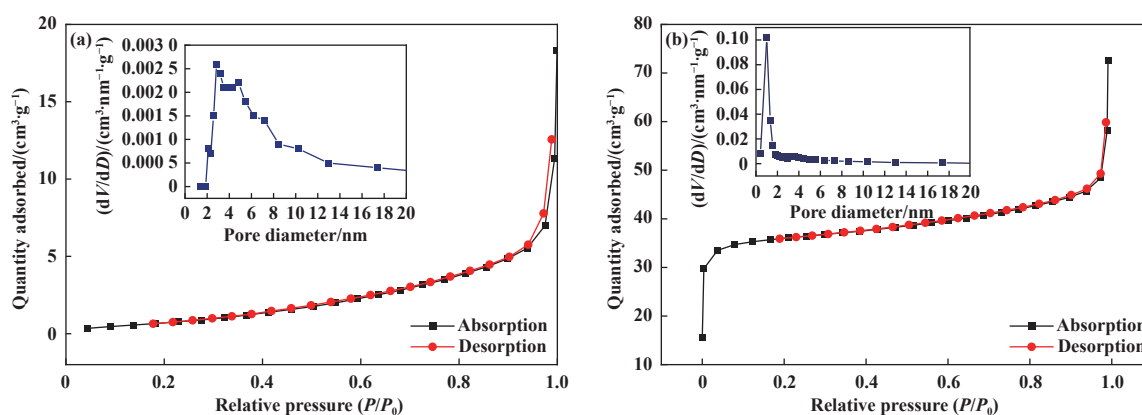 (a)
Quantity adsorbed/(cm³·g⁻¹)
20
15
10
5
0
0 0.2 0.4 0.6 0.8 1.0
Relative pressure (P/P₀)
(dV/dD)/(cm³·nm⁻¹·g⁻¹)
0.003 0
0.002 5
0.002 0
0.001 5
0.001 0
0.000 5
0
0 2 4 6 8 10 12 14 16 18 20
Pore diameter/nm
Absorption
Desorption
(b)
Quantity adsorbed/(cm³·g⁻¹)
80
70
60
50
40
30
20
10
0 0.2 0.4 0.6 0.8 1.0
Relative pressure (P/P₀)
(dV/dD)/(cm³·nm⁻¹·g⁻¹)
0.10
0.08
0.06
0.04
0.02
0
0 2 4 6 8 10 12 14 16 18 20
Pore diameter/nm
Absorption
Desorption